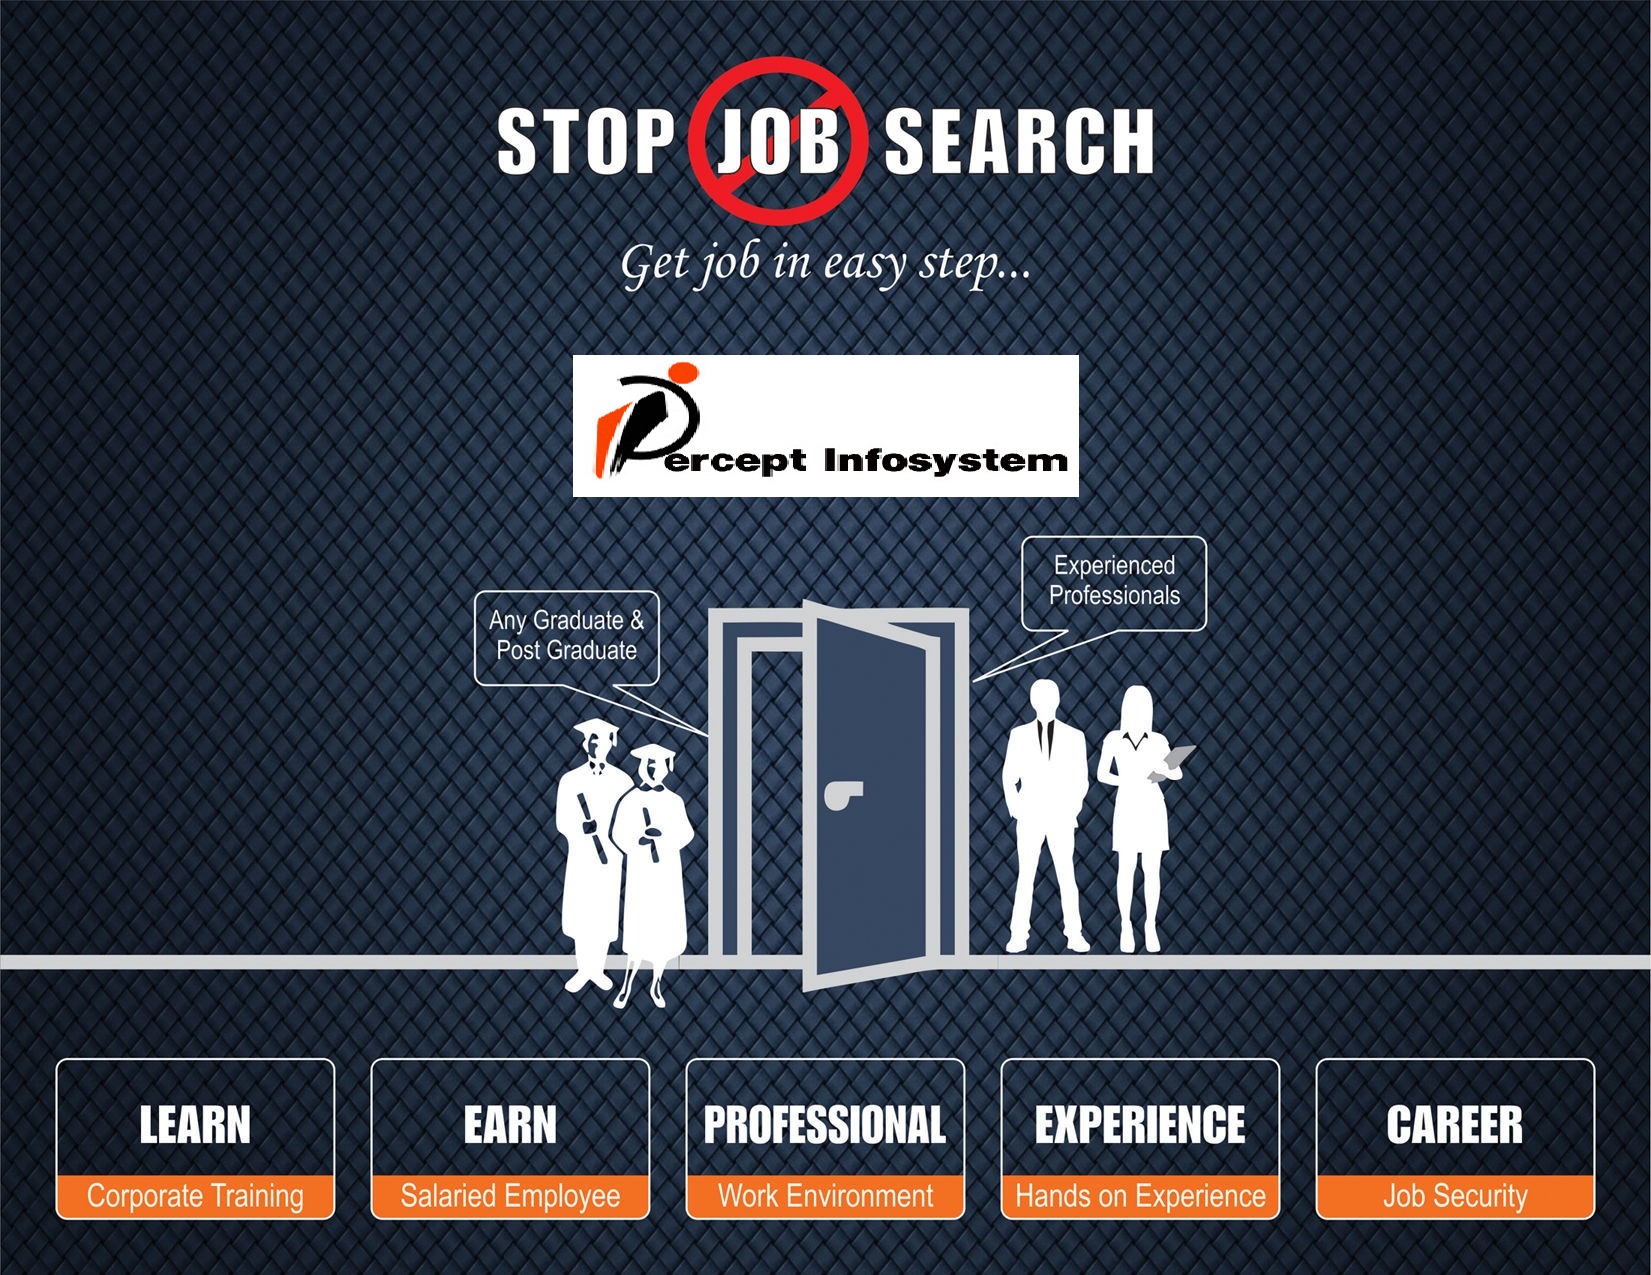 STOP JOB SEARCH
Get job in easy step...
Percept Infosystem
Experienced
Professionals
Any Graduate &
Post Graduate
LEARN
Corporate Training
EARN
Salaried Employee
PROFESSIONAL
Work Environment
EXPERIENCE
Hands on Experience
CAREER
Job Security